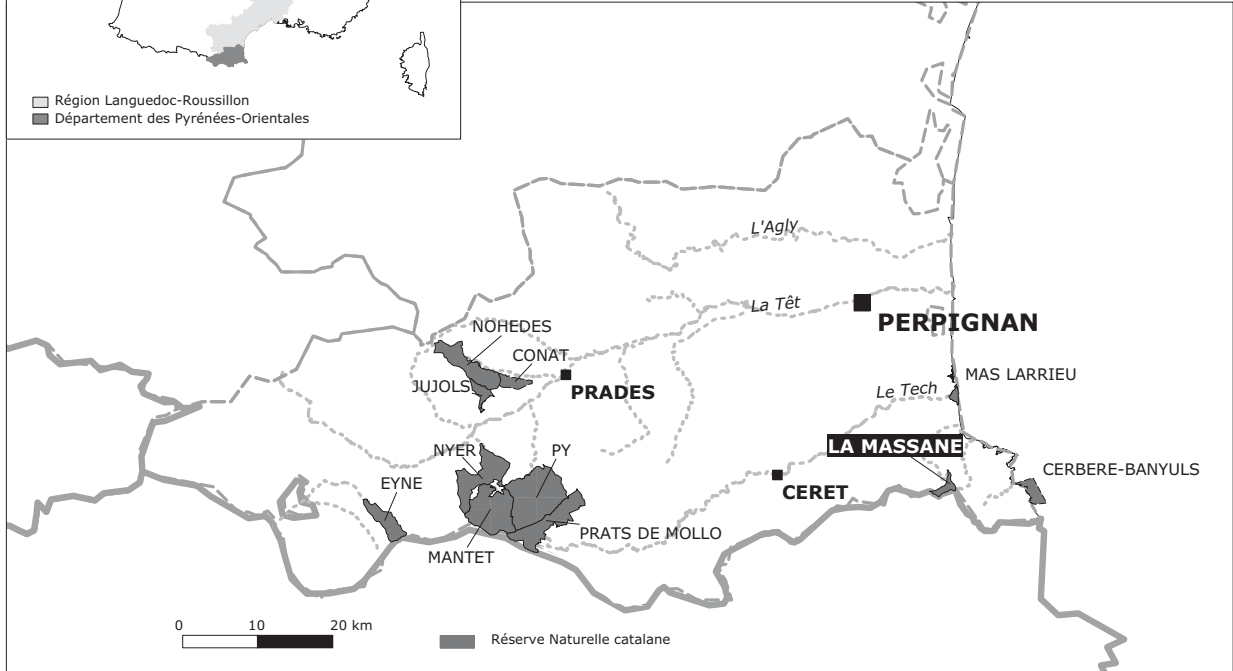 Région Languedoc-Roussillon
Département des Pyrénées-Orientales
L'Agly
La Têt
PERPIGNAN
NOHEDES
CONAT
JUJOLS
PRADES
MAS LARRIEU
Le Tech
LA MASSANE
NYER
PY
CERBERE-BANYULS
EYNE
CERET
PRATS DE MOLLO
MANTET
0 10 20 km
Réserve Naturelle catalane